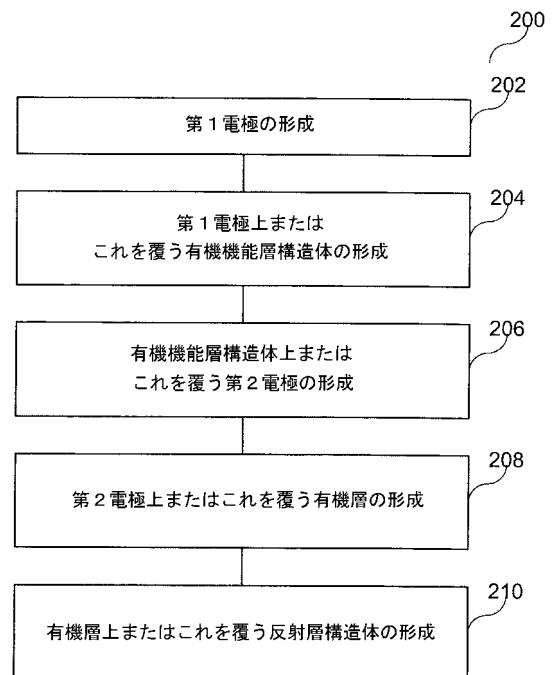 200
202
第1電極の形成
204
第1電極上または
これを覆う有機機能層構造体の形成
206
有機機能層構造体上または
これを覆う第2電極の形成
208
第2電極上またはこれを覆う有機層の形成
210
有機層上またはこれを覆う反射層構造体の形成